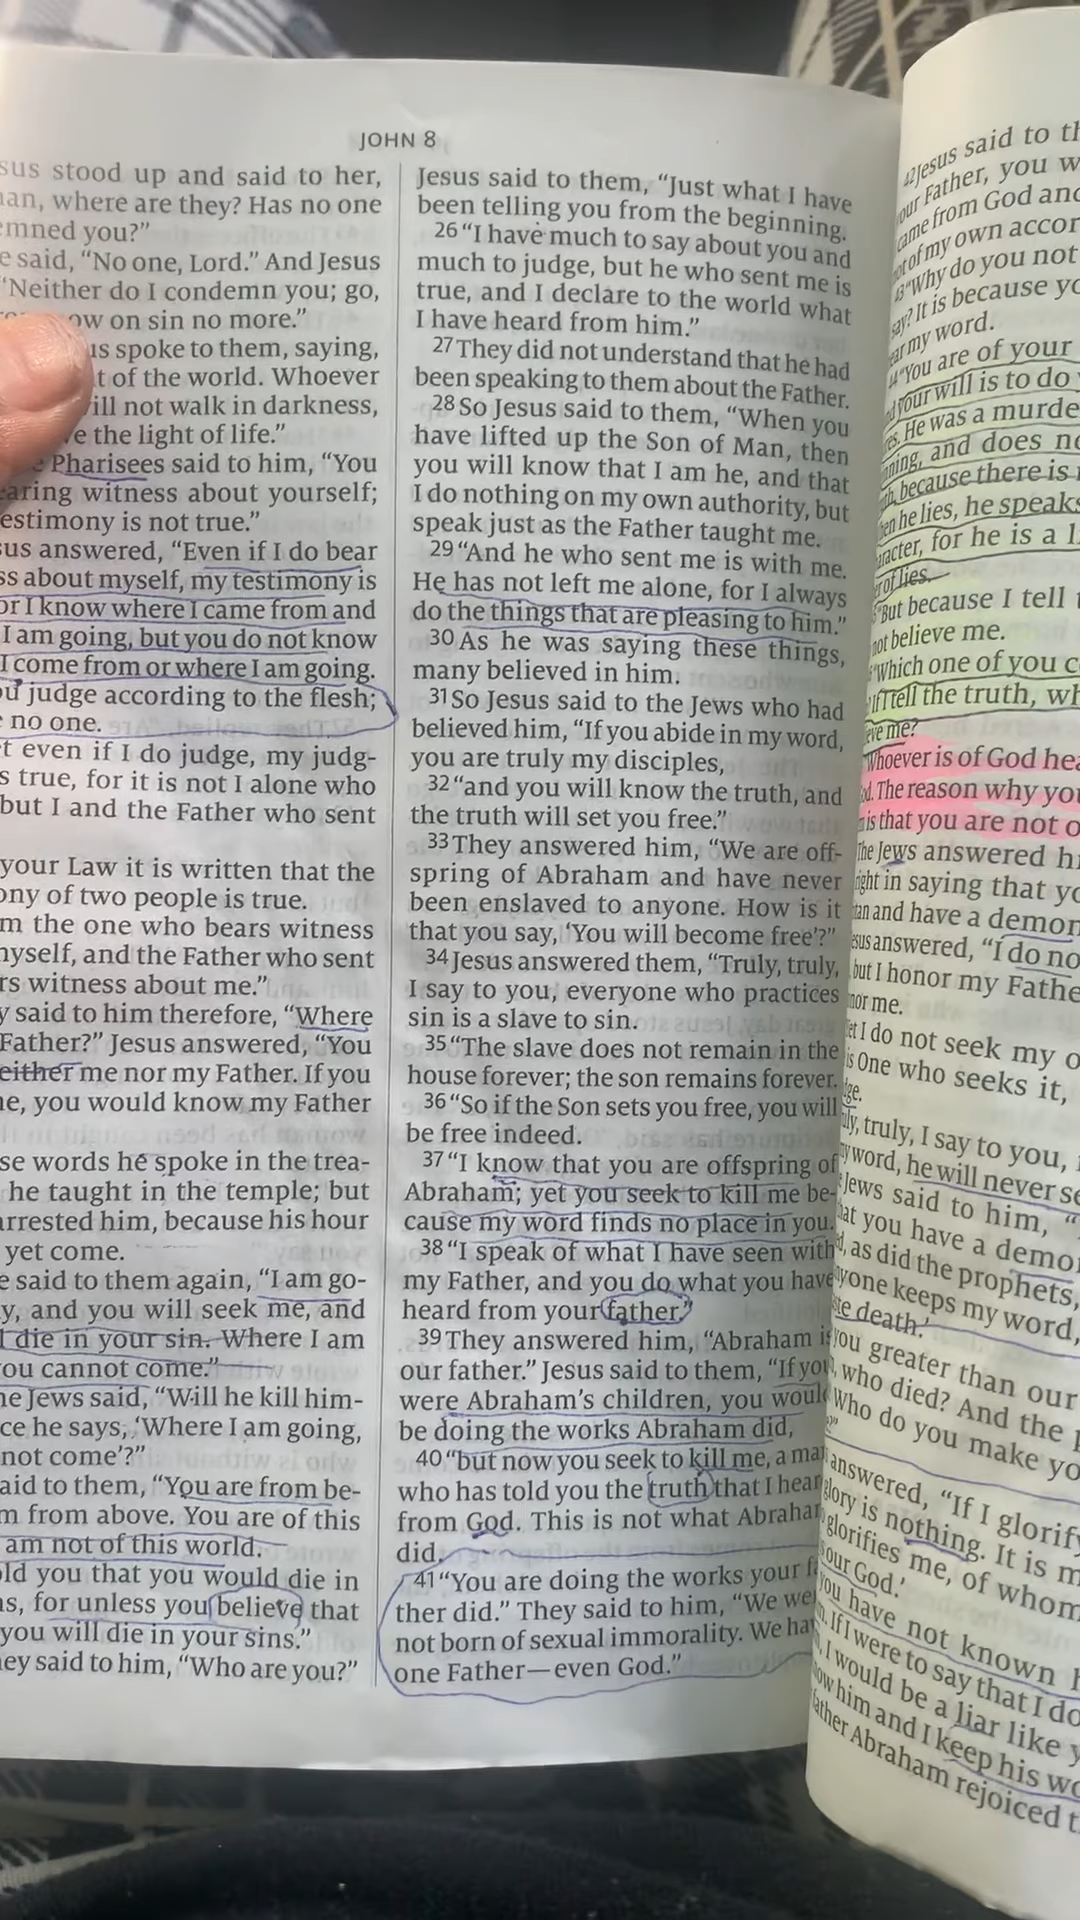 JOHN 8
sus stood up and said to her,
an, where are they? Has no one
mned you?"
e said, "No one, Lord." And Jesus
"Neither do I condemn you; go,
ow on sin no more."
us spoke to them, saying,
t of the world. Whoever
ill not walk in darkness,
ve the light of life."
e Pharisees said to him, "You
earing witness about yourself;
estimony is not true."
sus answered, "Even if I do bear
ss about myself, my testimony is
or I know where I came from and
I am going, but you do not know
I come from or where I am going.
ou judge according to the flesh;
e no one.
t even if I do judge, my judg-
s true, for it is not I alone who
but I and the Father who sent
your Law it is written that the
ony of two people is true.
m the one who bears witness
myself, and the Father who sent
rs witness about me."
y said to him therefore, "Where
Father?" Jesus answered, "You
either me nor my Father. If you
ne, you would know my Father
se words he spoke in the trea-
he taught in the temple; but
arrested him, because his hour
yet come.
e said to them again, "I am go-
y, and you will seek me, and
l die in your sin. Where I am
ou cannot come."
he Jews said, "Will he kill him-
ce he says, 'Where I am going,
not come'?"
aid to them, "You are from be-
m from above. You are of this
am not of this world.
old you that you would die in
ns, for unless you believe that
you will die in your sins."
ey said to him, "Who are you?"
Jesus said to them, "Just what I have
been telling you from the beginning.
26 "I have much to say about you and
much to judge, but he who sent me is
true, and I declare to the world what
I have heard from him."
27 They did not understand that he had
been speaking to them about the Father.
28 So Jesus said to them, "When you
have lifted up the Son of Man, then
you will know that I am he, and that
I do nothing on my own authority, but
speak just as the Father taught me.
29 "And he who sent me is with me.
He has not left me alone, for I always
do the things that are pleasing to him."
30 As he was saying these things,
many believed in him.
31 So Jesus said to the Jews who had
believed him, "If you abide in my word,
you are truly my disciples,
32 "and you will know the truth, and
the truth will set you free."
33 They answered him, "We are off-
spring of Abraham and have never
been enslaved to anyone. How is it
that you say, 'You will become free'?"
34 Jesus answered them, "Truly, truly,
I say to you, everyone who practices
sin is a slave to sin.
35 "The slave does not remain in the
house forever; the son remains forever.
36 "So if the Son sets you free, you will
be free indeed.
37 "I know that you are offspring of
Abraham; yet you seek to kill me be-
cause my word finds no place in you.
38 "I speak of what I have seen with
my Father, and you do what you have
heard from your father."
39 They answered him, "Abraham is
our father." Jesus said to them, "If you
were Abraham's children, you would
be doing the works Abraham did,
40 "but now you seek to kill me, a man
who has told you the truth that I hear
from God. This is not what Abraham
did.
41 "You are doing the works your f
ther did." They said to him, "We we
not born of sexual immorality. We ha
one Father—even God."
42 Jesus said to th
our Father, you w
came from God and
not of my own accor
43 "Why do you not
say? It is because yo
ear my word.
44 "You are of your
d your will is to do
es. He was a murde
ning, and does no
th, because there is
en he lies, he speaks
aracter, for he is a l
r of lies.
"But because I tell
not believe me.
"Which one of you c
If I tell the truth, wh
eve me?
Whoever is of God hea
od. The reason why you
m is that you are not o
The Jews answered hi
right in saying that yo
tan and have a demon
esus answered, "I do no
but I honor my Fathe
nor me.
et I do not seek my o
is One who seeks it,
dge.
uly, truly, I say to you,
my word, he will never se
Jews said to him, "
hat you have a demon
d, as did the prophets,
yone keeps my word,
te death.'
you greater than our
, who died? And the p
Who do you make yo
answered, "If I glorify
glory is nothing. It is m
glorifies me, of whom
our God.'
you have not known h
m. If I were to say that I do
, I would be a liar like y
now him and I keep his wo
father Abraham rejoiced t